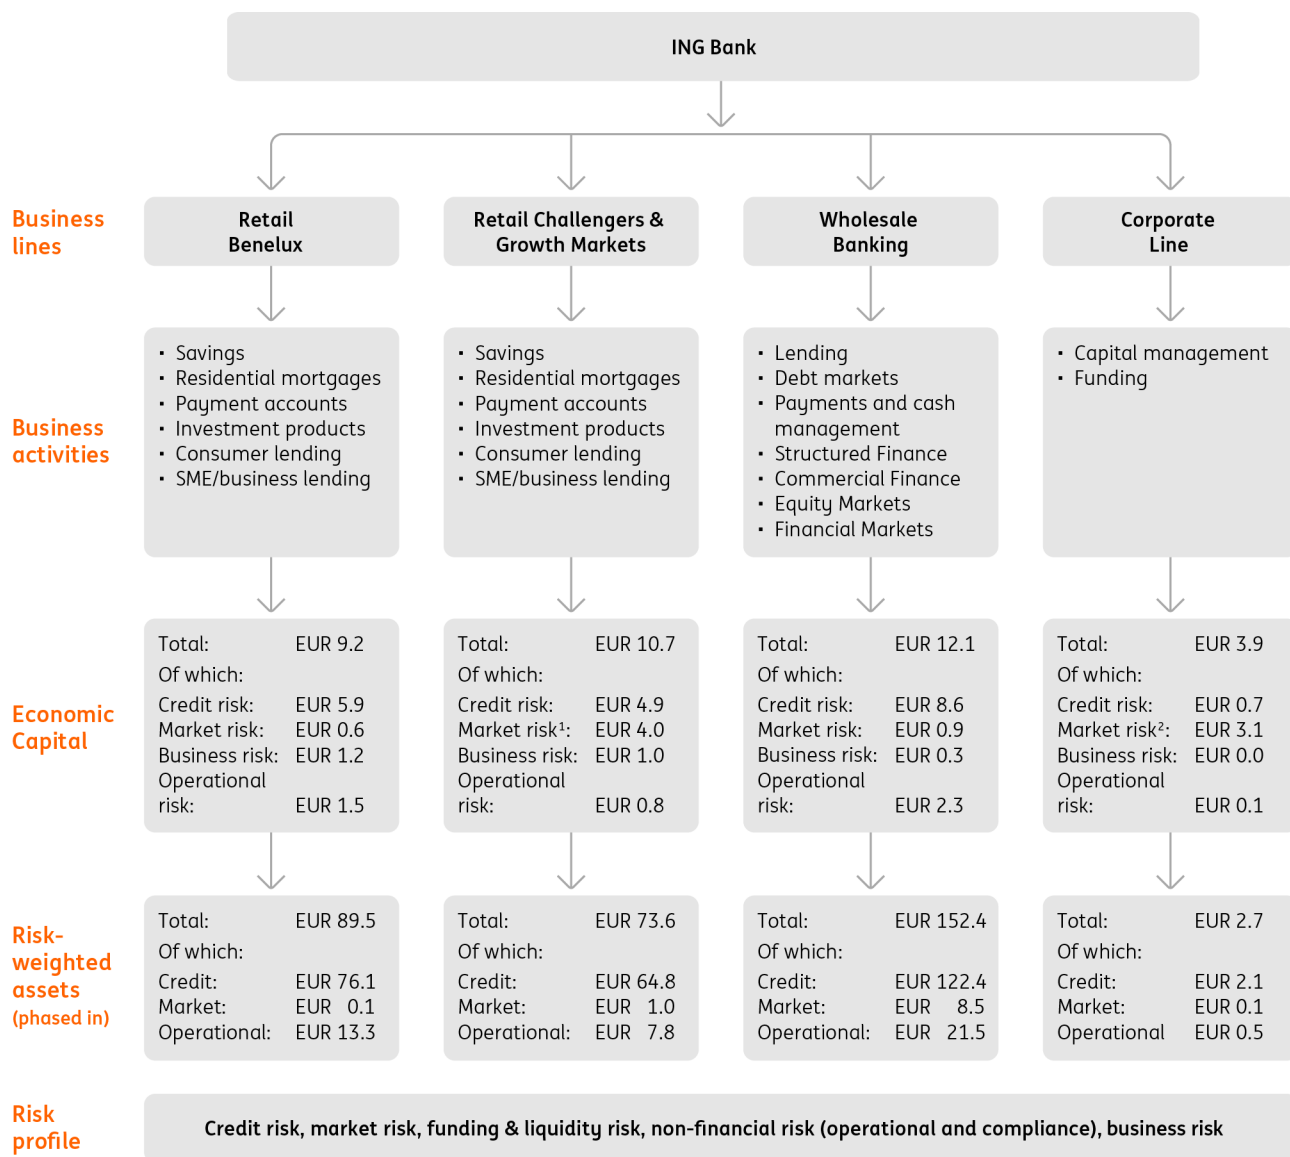 ING Bank
Business
lines
Retail
Benelux
Retail Challengers &
Growth Markets
Wholesale
Banking
Corporate
Line
Business
activities
▪ Savings
▪ Residential mortgages
▪ Payment accounts
▪ Investment products
▪ Consumer lending
▪ SME/business lending
▪ Savings
▪ Residential mortgages
▪ Payment accounts
▪ Investment products
▪ Consumer lending
▪ SME/business lending
▪ Lending
▪ Debt markets
▪ Payments and cash
management
▪ Structured Finance
▪ Commercial Finance
▪ Equity Markets
▪ Financial Markets
▪ Capital management
▪ Funding
Economic
Capital
Total: EUR 9.2
Of which:
Credit risk: EUR 5.9
Market risk: EUR 0.6
Business risk: EUR 1.2
Operational
risk: EUR 1.5
Total: EUR 10.7
Of which:
Credit risk: EUR 4.9
Market risk¹: EUR 4.0
Business risk: EUR 1.0
Operational
risk: EUR 0.8
Total: EUR 12.1
Of which:
Credit risk: EUR 8.6
Market risk: EUR 0.9
Business risk: EUR 0.3
Operational
risk: EUR 2.3
Total: EUR 3.9
Of which:
Credit risk: EUR 0.7
Market risk²: EUR 3.1
Business risk: EUR 0.0
Operational
risk: EUR 0.1
Risk-
weighted
assets
(phased in)
Total: EUR 89.5
Of which:
Credit: EUR 76.1
Market: EUR 0.1
Operational: EUR 13.3
Total: EUR 73.6
Of which:
Credit: EUR 64.8
Market: EUR 1.0
Operational: EUR 7.8
Total: EUR 152.4
Of which:
Credit: EUR 122.4
Market: EUR 8.5
Operational: EUR 21.5
Total: EUR 2.7
Of which:
Credit: EUR 2.1
Market: EUR 0.1
Operational EUR 0.5
Risk
profile
Credit risk, market risk, funding & liquidity risk, non-financial risk (operational and compliance), business risk